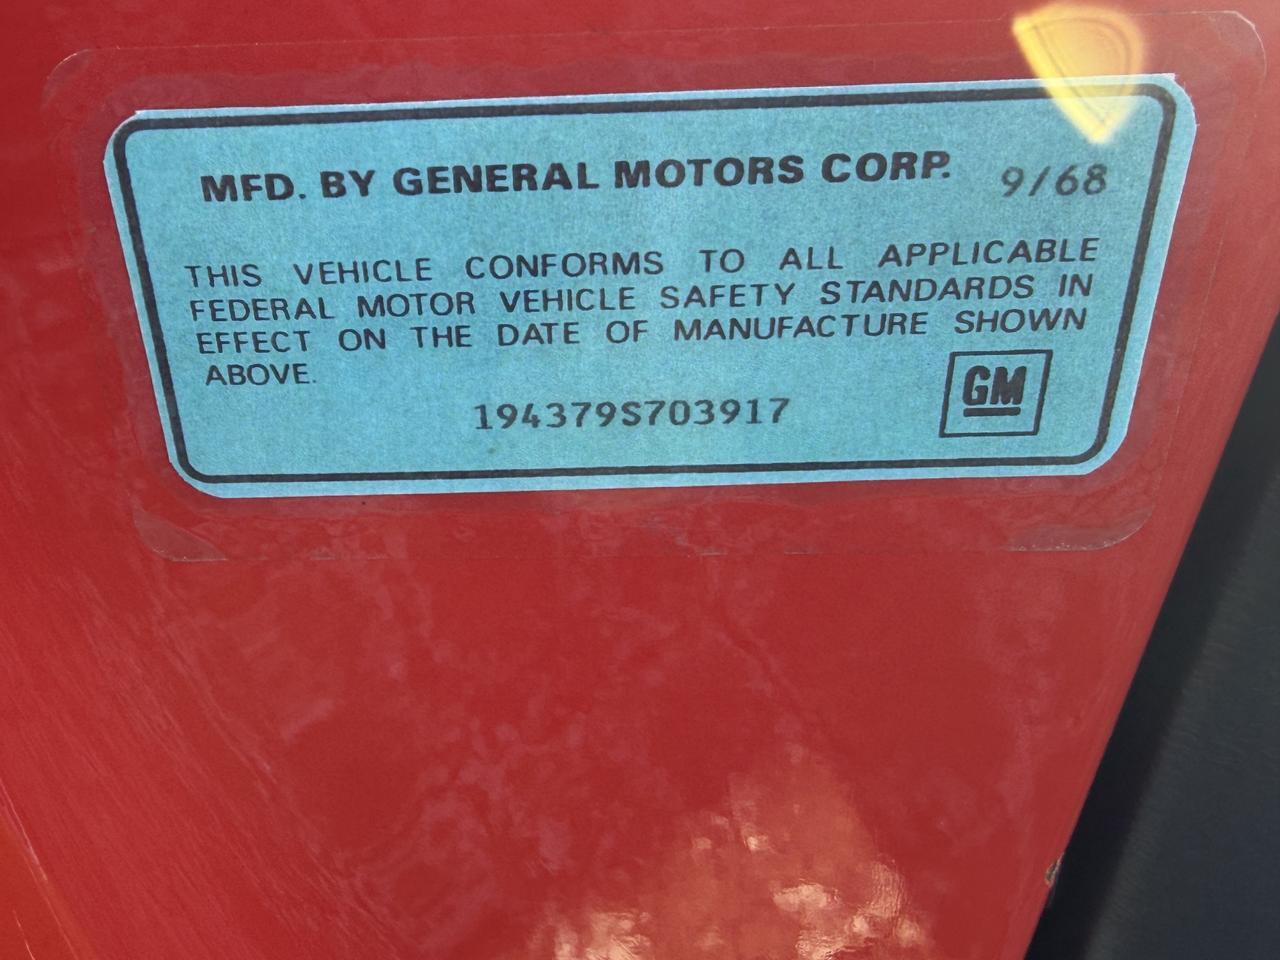 MFD. BY GENERAL MOTORS CORP. 9/68
THIS VEHICLE CONFORMS TO ALL APPLICABLE
FEDERAL MOTOR VEHICLE SAFETY STANDARDS IN
EFFECT ON THE DATE OF MANUFACTURE SHOWN
ABOVE.
194379S703917
GM